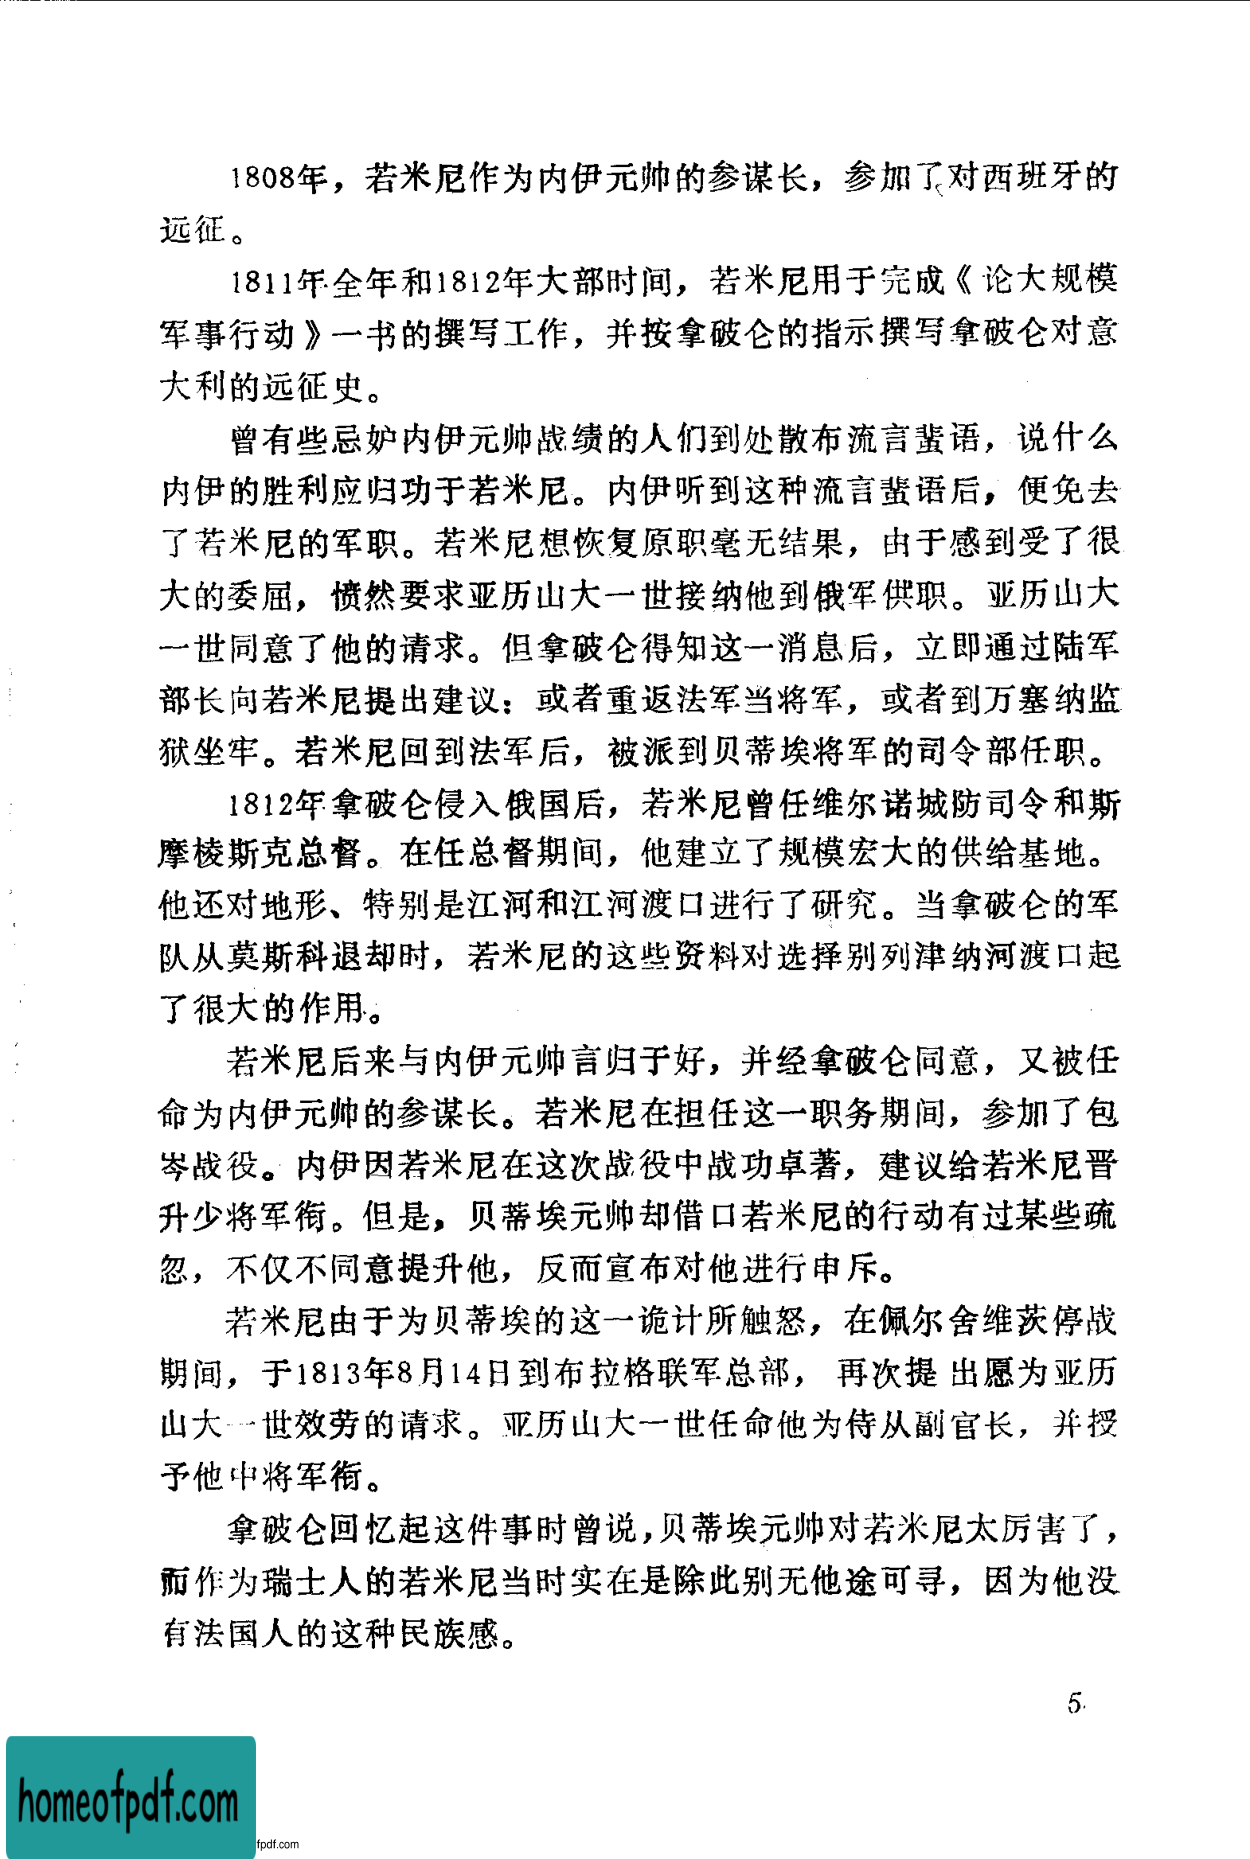 1808年，若米尼作为内伊元帅的参谋长，参加了对西班牙的
远征。
1811年全年和1812年大部时间，若米尼用于完成《论大规模
军事行动》一书的撰写工作，并按拿破仑的指示撰写拿破仑对意
大利的远征史。
曾有些忌妒内伊元帅战绩的人们到处散布流言蜚语，说什么
内伊的胜利应归功于若米尼。内伊听到这种流言蜚语后，便免去
了若米尼的军职。若米尼想恢复原职毫无结果，由于感到受了很
大的委屈，愤然要求亚历山大一世接纳他到俄军供职。亚历山大
一世同意了他的请求。但拿破仑得知这一消息后，立即通过陆军
部长向若米尼提出建议：或者重返法军当将军，或者到万塞纳监
狱坐牢。若米尼回到法军后，被派到贝蒂埃将军的司令部任职。
1812年拿破仑侵入俄国后，若米尼曾任维尔诺城防司令和斯
摩棱斯克总督。在任总督期间，他建立了规模宏大的供给基地。
他还对地形、特别是江河和江河渡口进行了研究。当拿破仑的军
队从莫斯科退却时，若米尼的这些资料对选择别列津纳河渡口起
了很大的作用。
若米尼后来与内伊元帅言归于好，并经拿破仑同意，又被任
命为内伊元帅的参谋长。若米尼在担任这一职务期间，参加了包
岑战役。内伊因若米尼在这次战役中战功卓著，建议给若米尼晋
升少将军衔。但是，贝蒂埃元帅却借口若米尼的行动有过某些疏
忽，不仅不同意提升他，反而宣布对他进行申斥。
若米尼由于为贝蒂埃的这一诡计所触怒，在佩尔舍维茨停战
期间，于1813年8月14日到布拉格联军总部，再次提出愿为亚历
山大一世效劳的请求。亚历山大一世任命他为侍从副官长，并授
予他中将军衔。
拿破仑回忆起这件事时曾说，贝蒂埃元帅对若米尼太厉害了，
而作为瑞士人的若米尼当时实在是除此别无他途可寻，因为他没
有法国人的这种民族感。
5
homeofpdf.com
fpdf.com